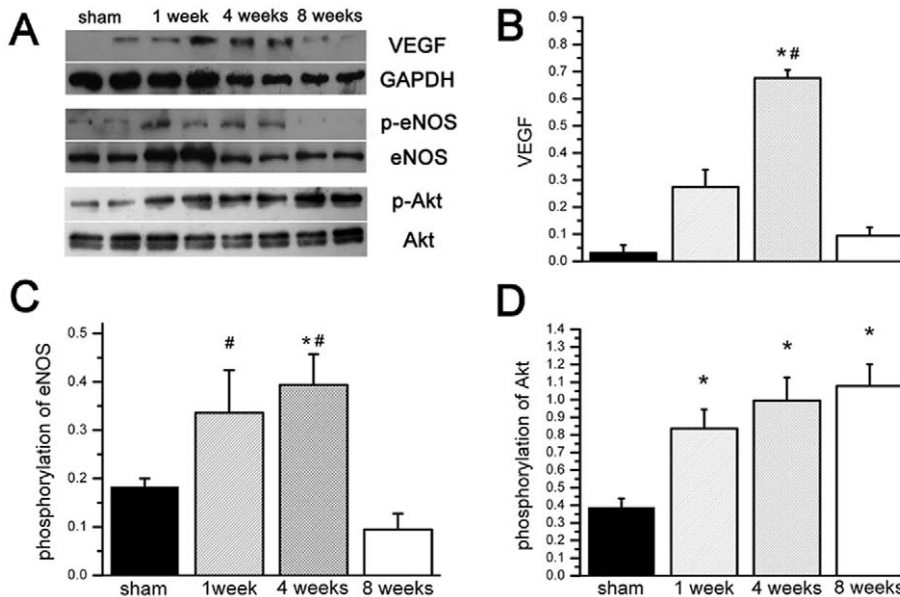 A
sham 1 week 4 weeks 8 weeks
VEGF
GAPDH
p-eNOS
eNOS
p-Akt
Akt
B
VEGF
0.9
0.8
0.7
0.6
0.5
0.4
0.3
0.2
0.1
0.0
*#
C
phosphorylation of eNOS
0.5
0.4
0.3
0.2
0.1
0.0
#
*#
sham 1week 4 weeks 8 weeks
D
phosphorylation of Akt
1.4
1.3
1.2
1.1
1.0
0.9
0.8
0.7
0.6
0.5
0.4
0.3
0.2
0.1
0.0
*
*
*
sham 1 week 4 weeks 8 weeks